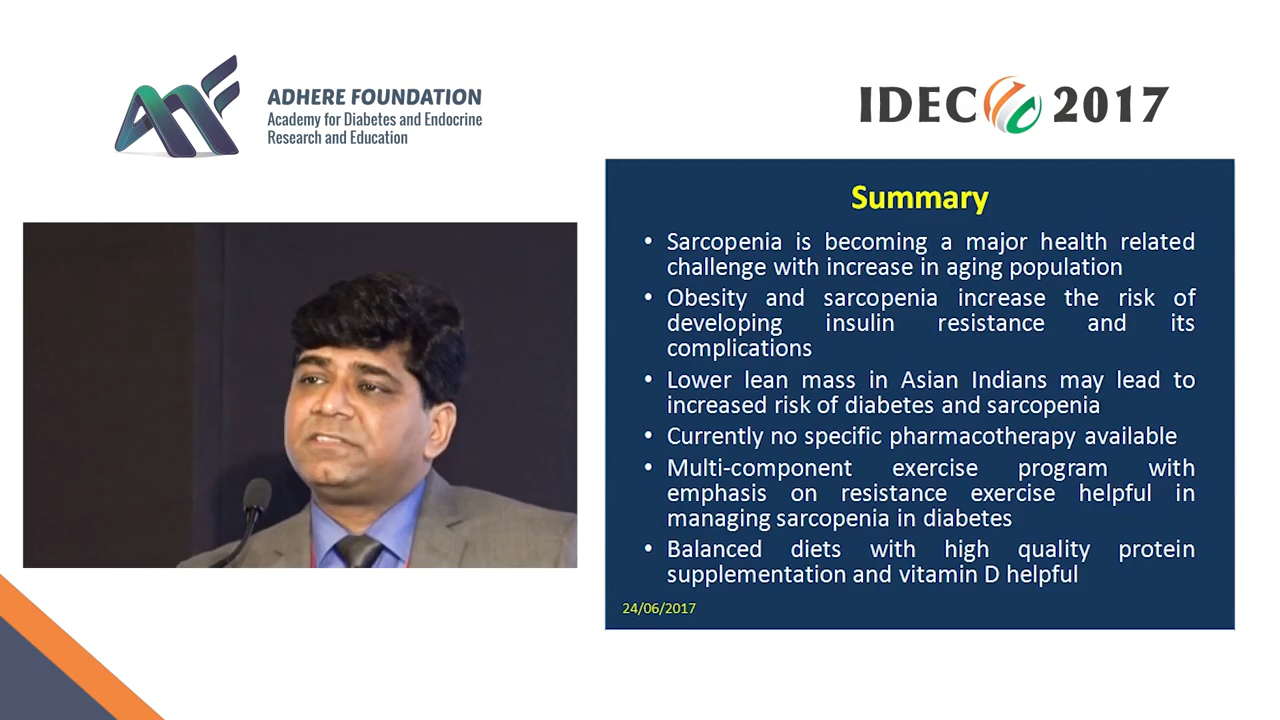 ADHERE FOUNDATION
Academy for Diabetes and Endocrine
Research and Education
IDEC 2017
Summary
• Sarcopenia is becoming a major health related
challenge with increase in aging population
• Obesity and sarcopenia increase the risk of
developing insulin resistance and its
complications
• Lower lean mass in Asian Indians may lead to
increased risk of diabetes and sarcopenia
• Currently no specific pharmacotherapy available
• Multi-component exercise program with
emphasis on resistance exercise helpful in
managing sarcopenia in diabetes
• Balanced diets with high quality protein
supplementation and vitamin D helpful
24/06/2017